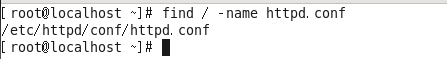 [root@localhost ~]# find / -name httpd.conf
/etc/httpd/conf/httpd.conf
[root@localhost ~]#